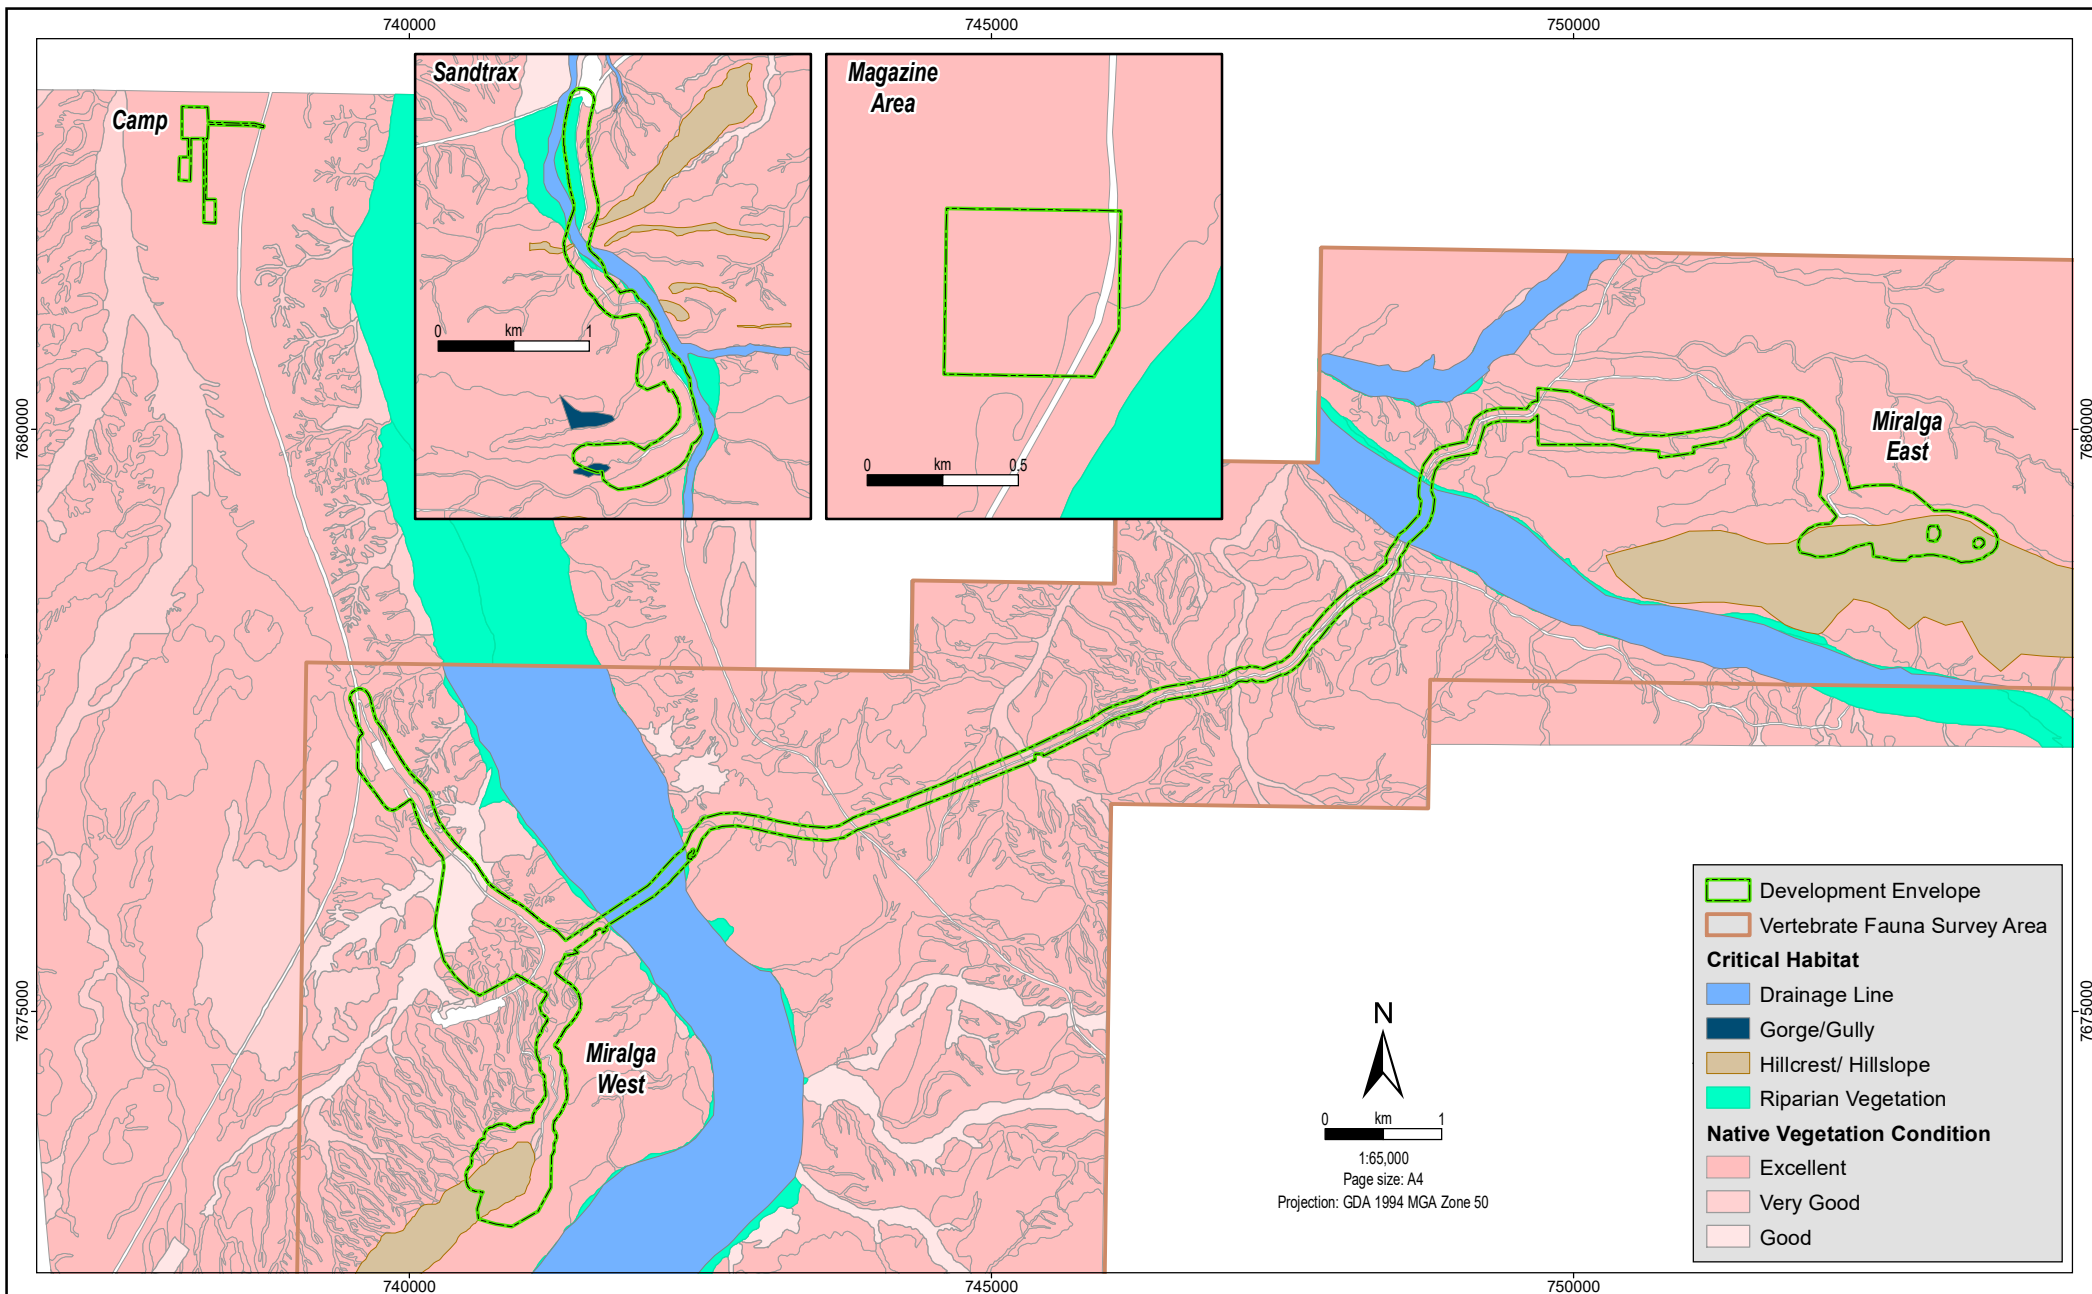 740000
745000
750000
Sandtrax
Magazine
Area
Camp
0 km 1
0 km 0.5
7680000
7680000
Miralga
East
7675000
7675000
Miralga
West
N
0 km 1
1:65,000
Page size: A4
Projection: GDA 1994 MGA Zone 50
Development Envelope
Vertebrate Fauna Survey Area
Critical Habitat
Drainage Line
Gorge/Gully
Hillcrest/ Hillslope
Riparian Vegetation
Native Vegetation Condition
Excellent
Very Good
Good
740000
745000
750000